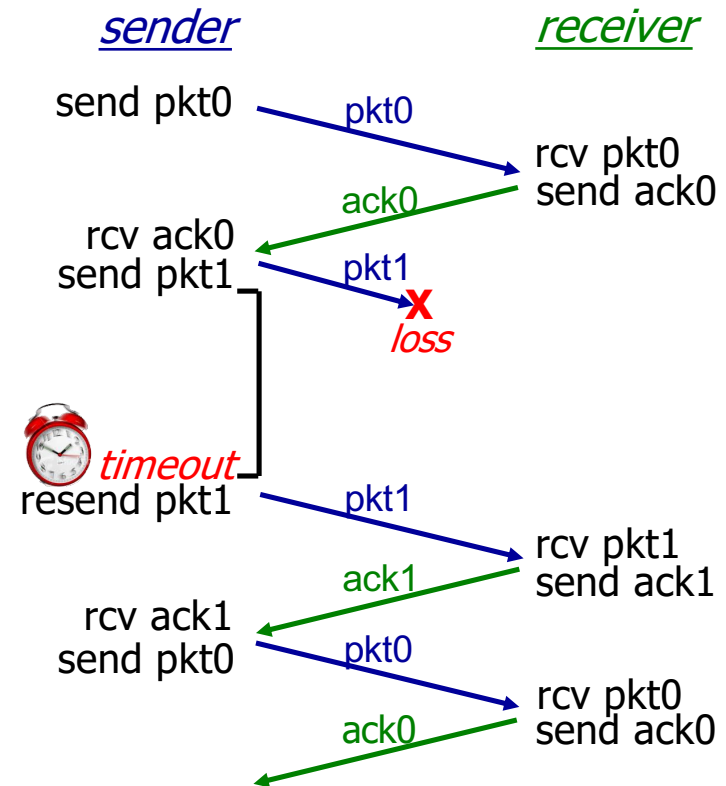 sender receiver
send pkt0
pkt0
rcv pkt0
send ack0
ack0
rcv ack0
send pkt1
pkt1
X
loss
timeout
resend pkt1
pkt1
rcv pkt1
send ack1
ack1
rcv ack1
send pkt0
pkt0
rcv pkt0
send ack0
ack0